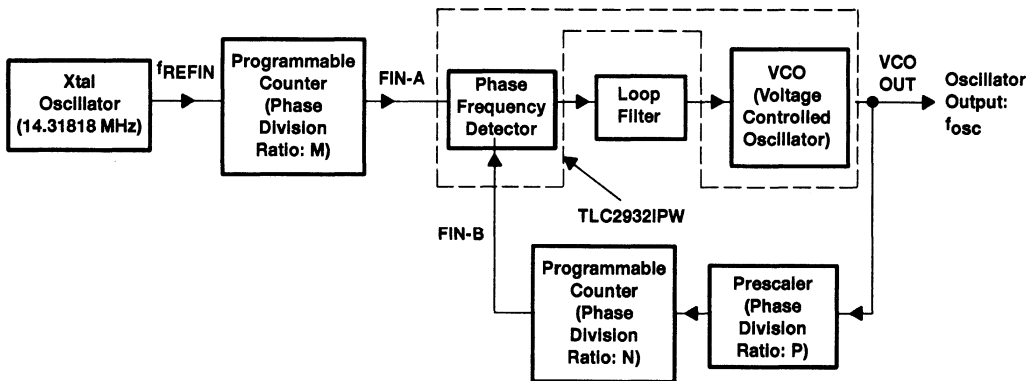 Xtal
Oscillator
(14.31818 MHz)
fREFIN
Programmable
Counter
(Phase
Division
Ratio: M)
FIN-A
Phase
Frequency
Detector
Loop
Filter
VCO
(Voltage
Controlled
Oscillator)
VCO
OUT
Oscillator
Output:
fosc
TLC2932IPW
FIN-B
Programmable
Counter
(Phase
Division
Ratio: N)
Prescaler
(Phase
Division
Ratio: P)